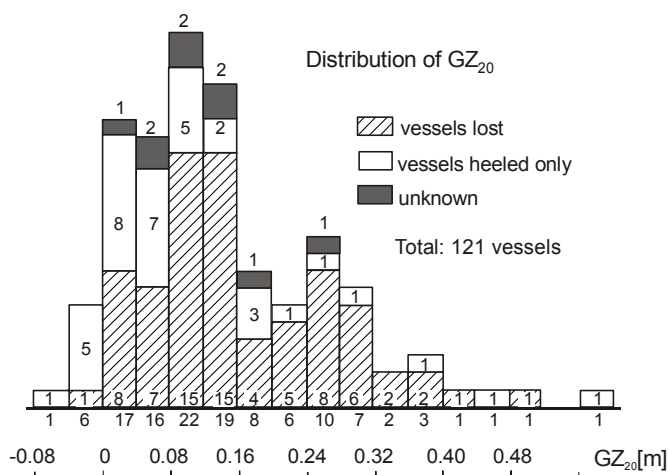 2
Distribution of GZ₂₀
2
1
2 5 2
vessels lost
vessels heeled only
unknown
8 7
1
Total: 121 vessels
1
1
3 1 1
5
1
1 1 8 7 15 15 4 5 8 6 2 2 1 1 1 1
1 6 17 16 22 19 8 6 10 7 2 3 1 1 1 1
-0.08 0 0.08 0.16 0.24 0.32 0.40 0.48 GZ₂₀[m]